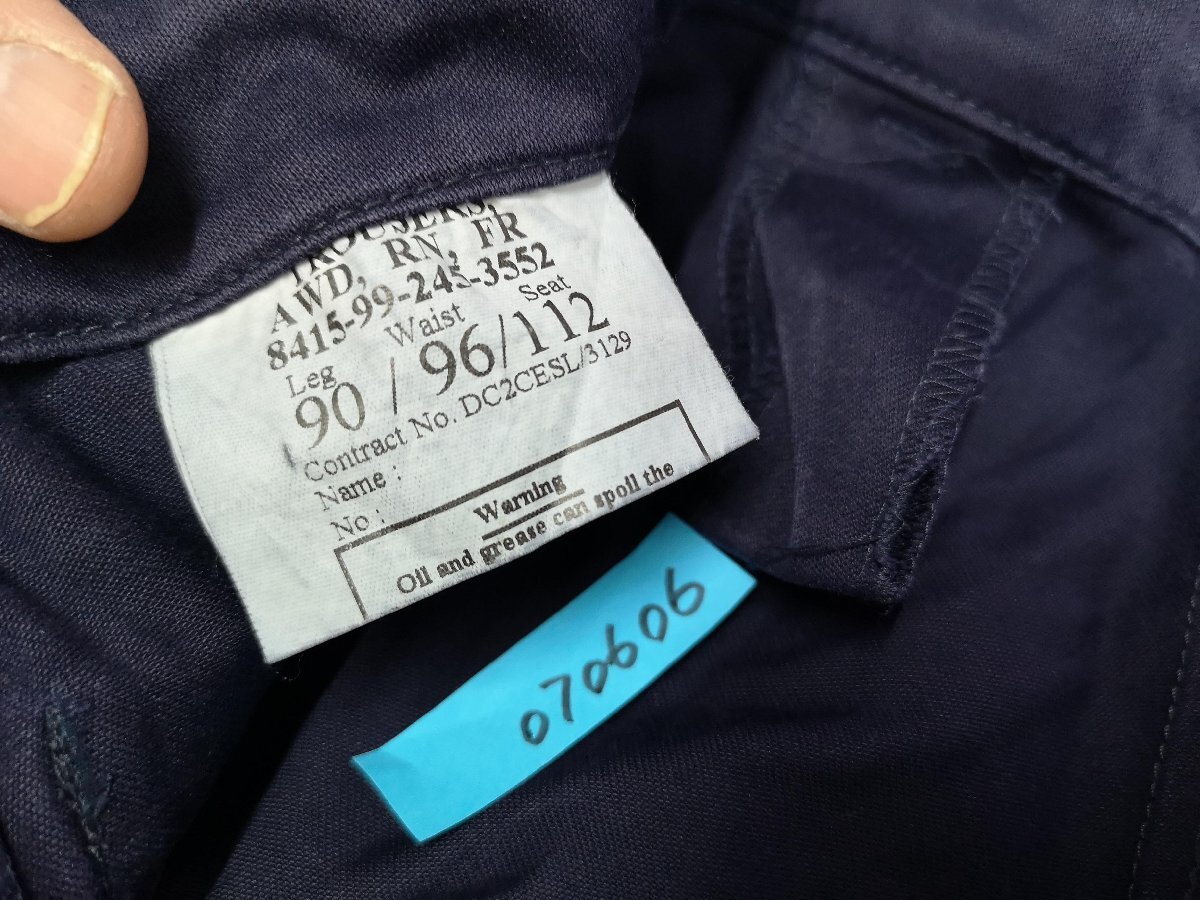 TROUSERS,
AWD, RN, FR
8415-99-245-3552
Leg Waist Seat
90 / 96/112
Contract No. DC2CESL/3129
Name :
No :
Warning
Oil and grease can spoil the
070606